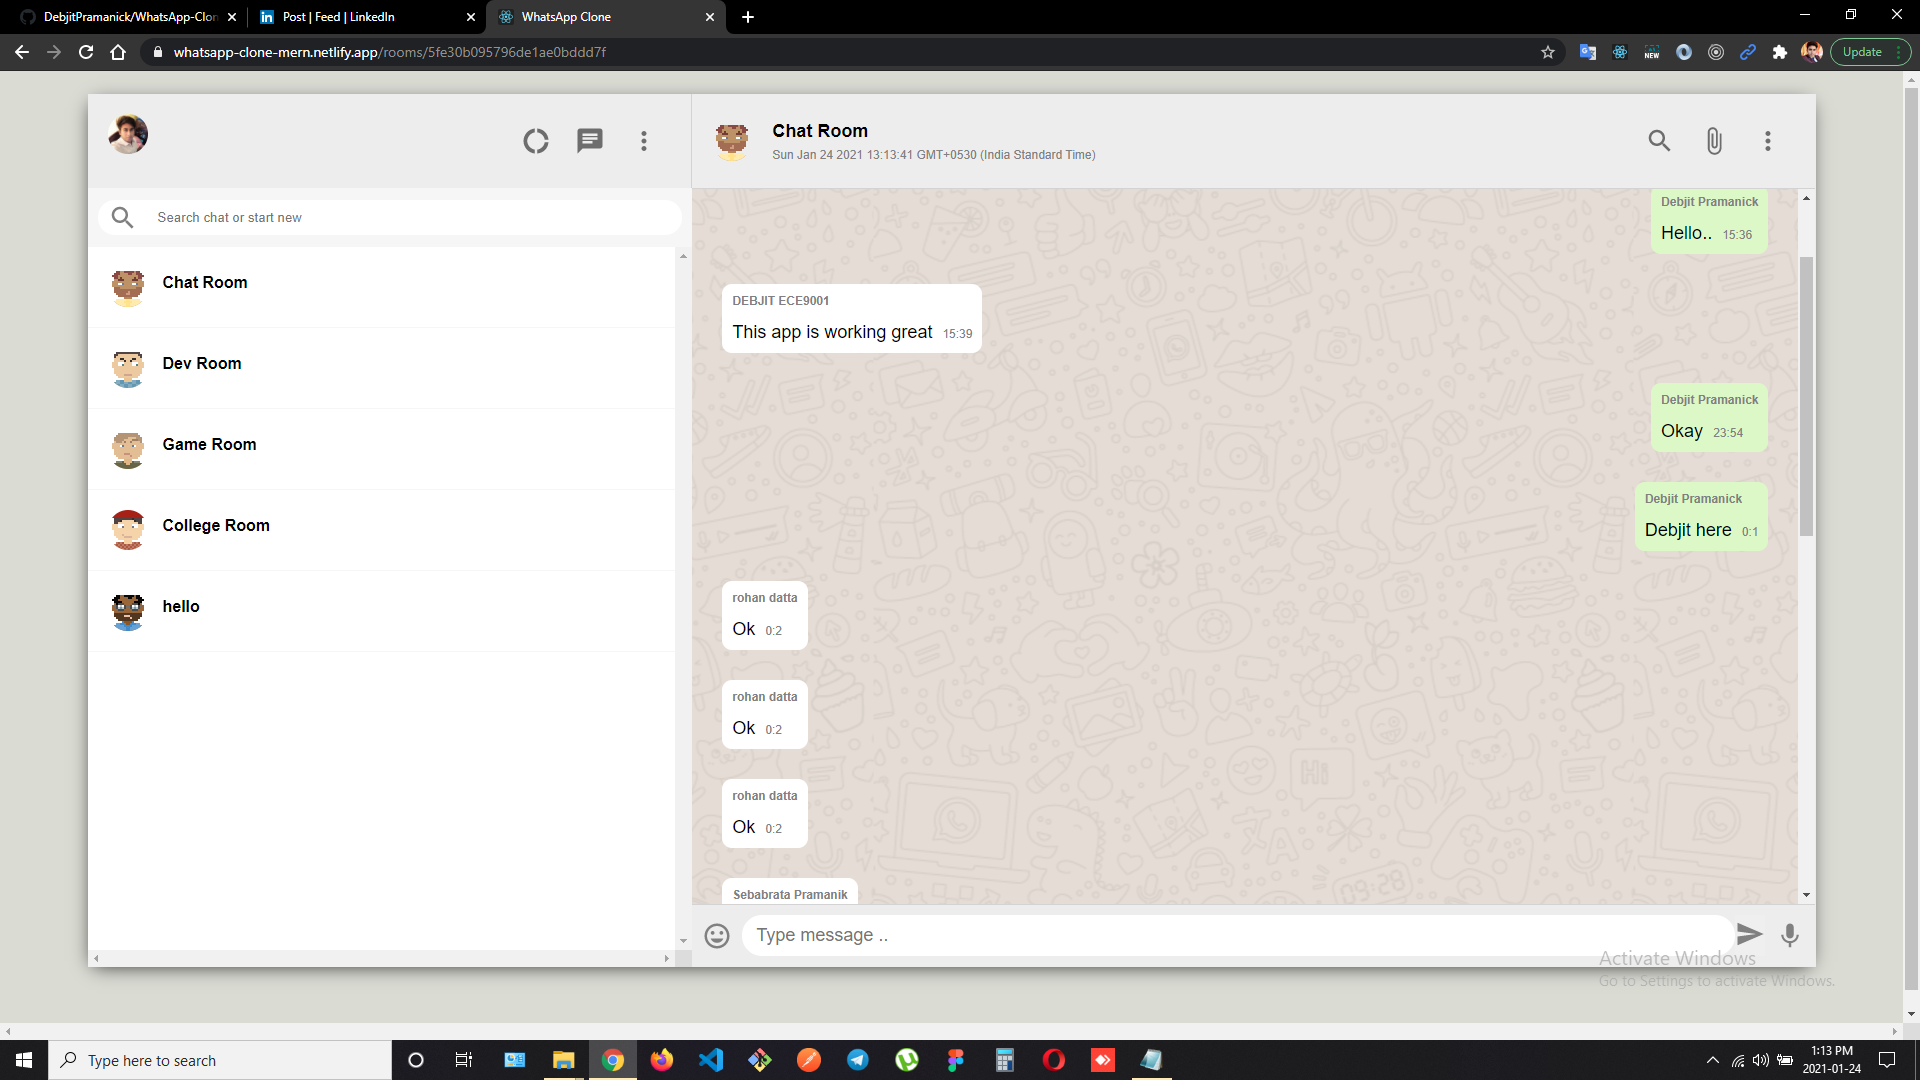 DebjitPramanick/WhatsApp-Clon
Post | Feed | LinkedIn
WhatsApp Clone
whatsapp-clone-mern.netlify.app/rooms/5fe30b095796de1ae0bddd7f
NEW
Update
Chat Room
Sun Jan 24 2021 13:13:41 GMT+0530 (India Standard Time)
Search chat or start new
Chat Room
Dev Room
Game Room
College Room
hello
Debjit Pramanick
Hello.. 15:36
DEBJIT ECE9001
This app is working great 15:39
Debjit Pramanick
Okay 23:54
Debjit Pramanick
Debjit here 0:1
rohan datta
Ok 0:2
rohan datta
Ok 0:2
rohan datta
Ok 0:2
Sebabrata Pramanik
Hi
09:28
Type message ..
Activate Windows
Go to Settings to activate Windows.
Type here to search
1:13 PM
2021-01-24